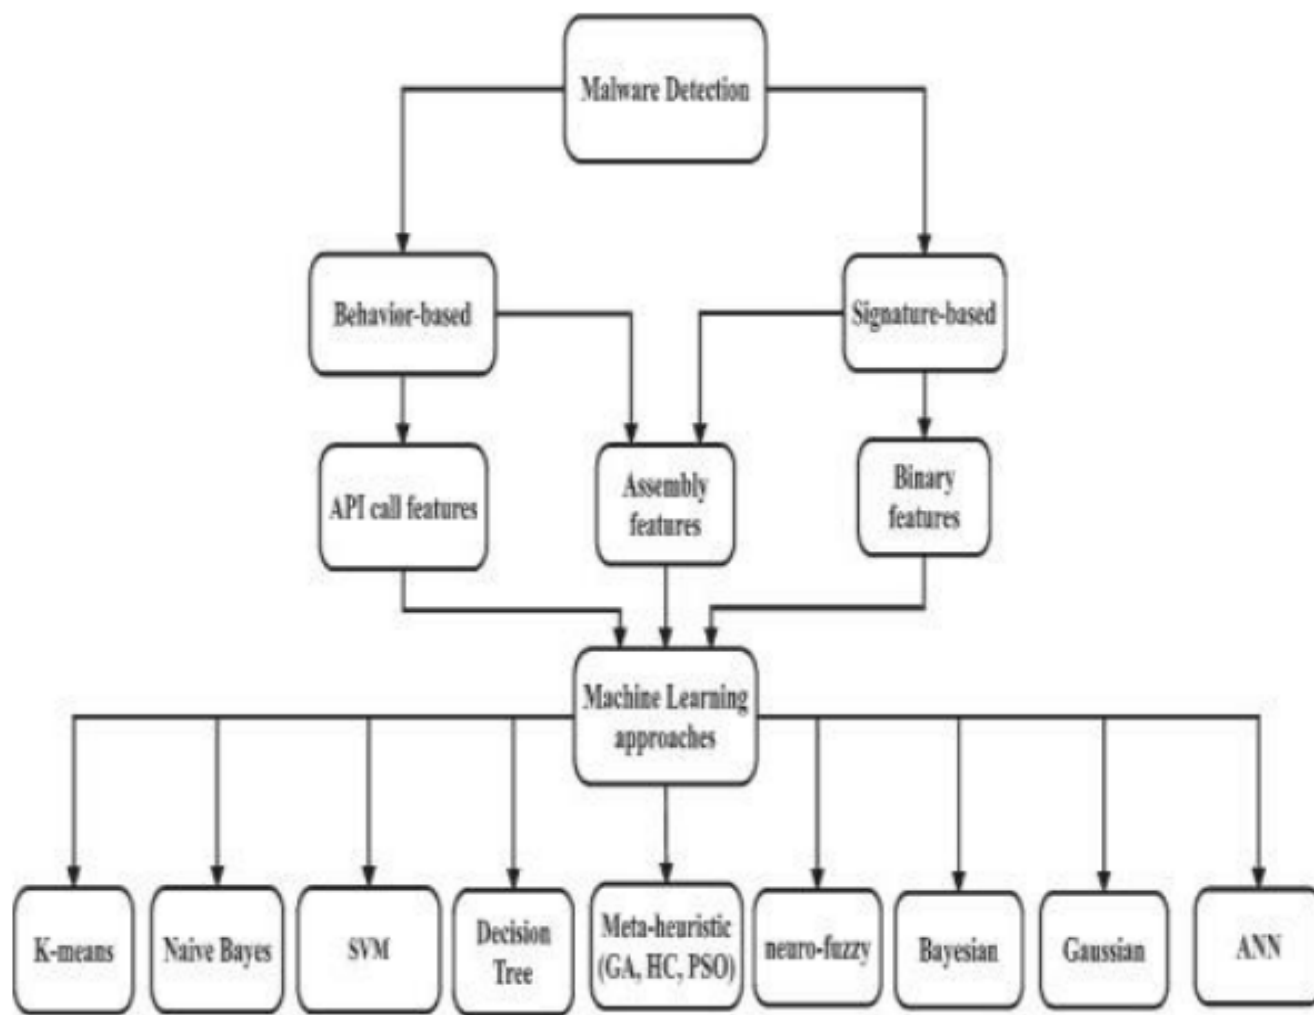 Malware Detection
Behavior-based
Signature-based
API call features
Assembly
features
Binary
features
Machine Learning
approaches
K-means
Naive Bayes
SVM
Decision
Tree
Meta-heuristic
(GA, HC, PSO)
neuro-fuzzy
Bayesian
Gaussian
ANN